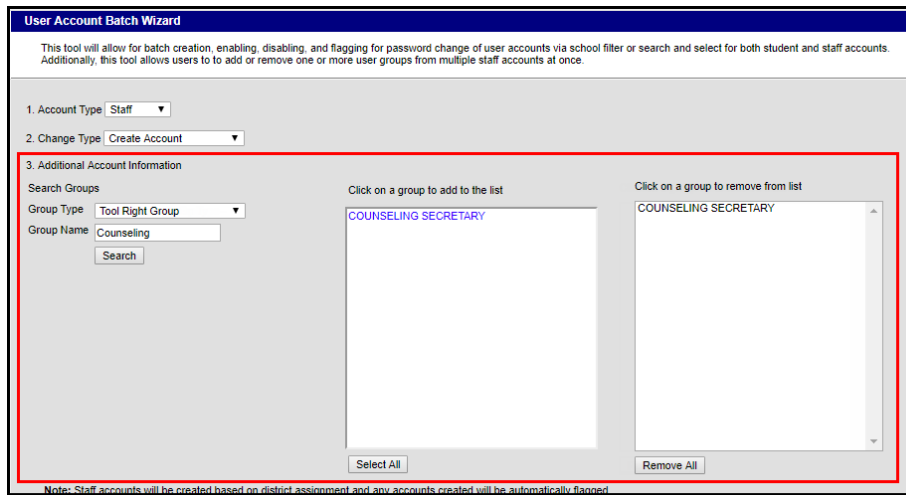 User Account Batch Wizard
This tool will allow for batch creation, enabling, disabling, and flagging for password change of user accounts via school filter or search and select for both student and staff accounts.
Additionally, this tool allows users to to add or remove one or more user groups from multiple staff accounts at once.
1. Account Type Staff
2. Change Type Create Account
3. Additional Account Information
Search Groups
Group Type Tool Right Group
Group Name Counseling
Search
Click on a group to add to the list
COUNSELING SECRETARY
Select All
Click on a group to remove from list
COUNSELING SECRETARY
Remove All
Note: Staff accounts will be created based on district assignment and any accounts created will be automatically flagged